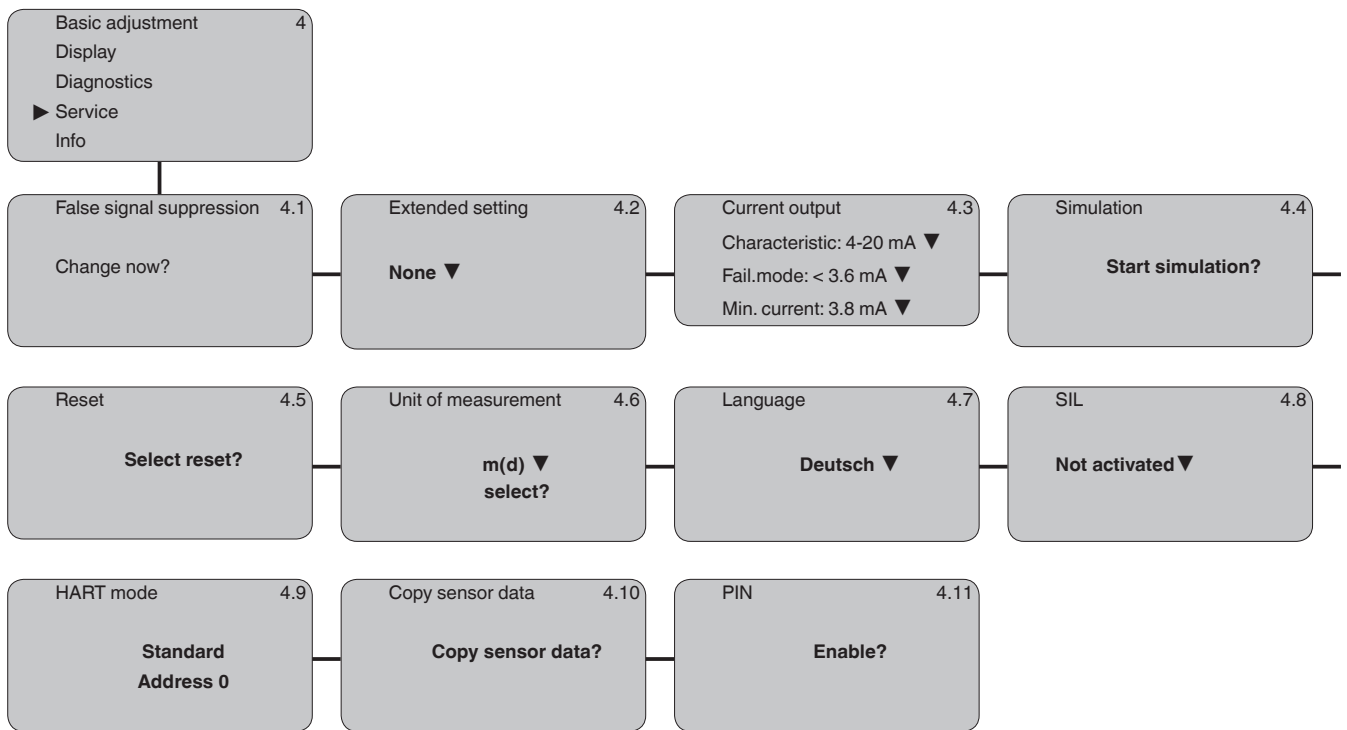 Basic adjustment 4
Display
Diagnostics
▶ Service
Info
False signal suppression 4.1
Change now?
Extended setting 4.2
None ▼
Current output 4.3
Characteristic: 4-20 mA ▼
Fail.mode: < 3.6 mA ▼
Min. current: 3.8 mA ▼
Simulation 4.4
Start simulation?
Reset 4.5
Select reset?
Unit of measurement 4.6
m(d) ▼
select?
Language 4.7
Deutsch ▼
SIL 4.8
Not activated ▼
HART mode 4.9
Standard
Address 0
Copy sensor data 4.10
Copy sensor data?
PIN 4.11
Enable?